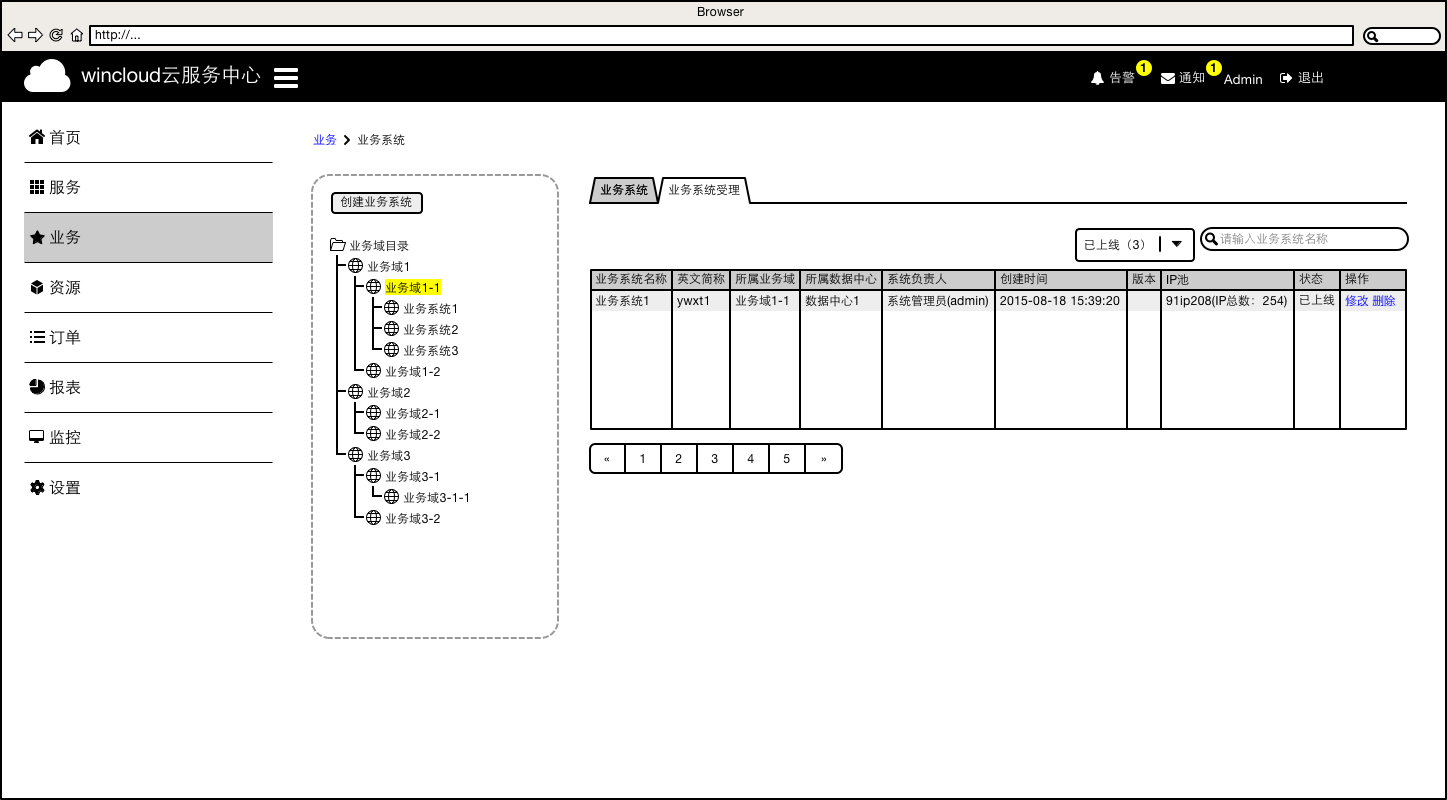 Browser
http://...
wincloud云服务中心
告警 1 通知 1 Admin 退出
首页
服务
业务
资源
订单
报表
监控
设置
业务 业务系统
创建业务系统
业务域目录
业务域1
业务域1-1
业务系统1
业务系统2
业务系统3
业务域1-2
业务域2
业务域2-1
业务域2-2
业务域3
业务域3-1
业务域3-1-1
业务域3-2
业务系统 业务系统受理
已上线（3） 请输入业务系统名称
业务系统名称 英文简称 所属业务域 所属数据中心 系统负责人 创建时间 版本 IP池 状态 操作
业务系统1 ywxt1 业务域1-1 数据中心1 系统管理员(admin) 2015-08-18 15:39:20 91ip208(IP总数：254) 已上线 修改 删除
« 1 2 3 4 5 »